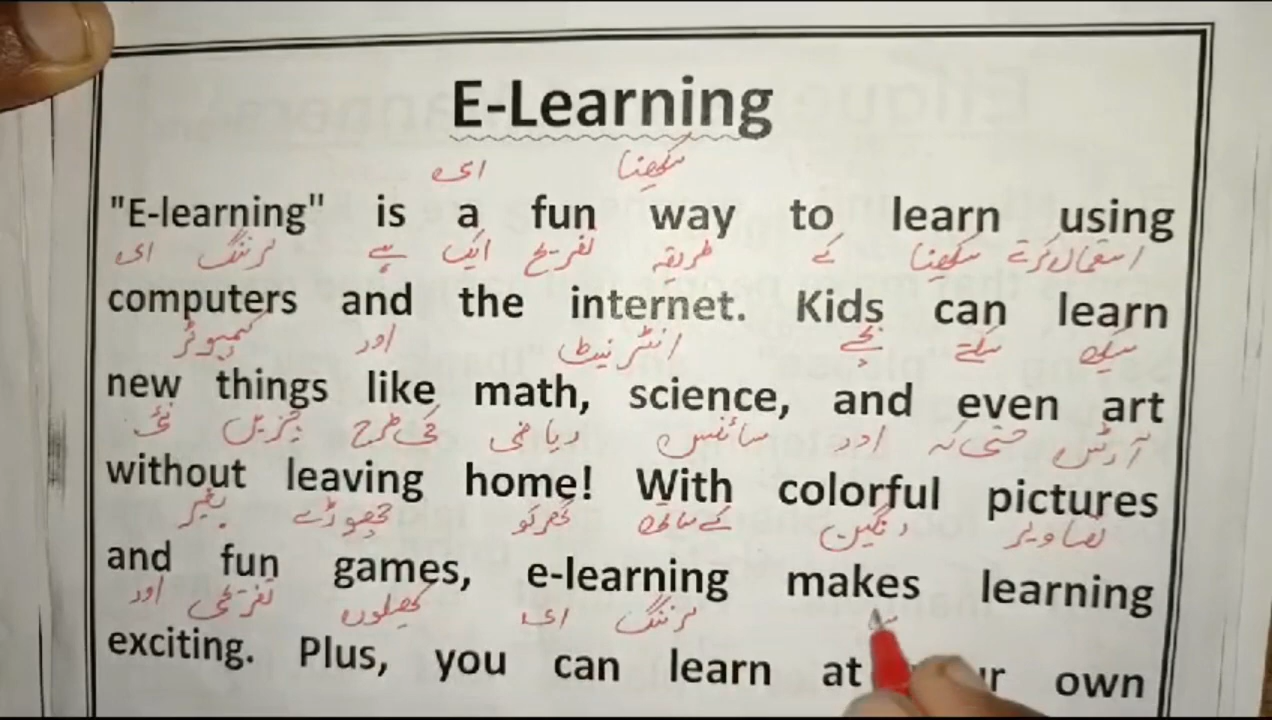 E-Learning
ای سیکھنا
"E-learning" is a fun way to learn using
ای لرننگ ہے ایک تفریح طریقہ کے سیکھنا استعمال کرتے
computers and the internet. Kids can learn
کمپیوٹر اور انٹرنیٹ بچے سکتے سیکھ
new things like math, science, and even art
نئی چیزیں کی طرح ریاضی سائنس اور حتیٰ کہ آرٹس
without leaving home! With colorful pictures
بغیر چھوڑے گھر کو کے ساتھ رنگین تصاویر
and fun games, e-learning makes learning
اور تفریحی کھیلوں ای لرننگ
exciting. Plus, you can learn at own